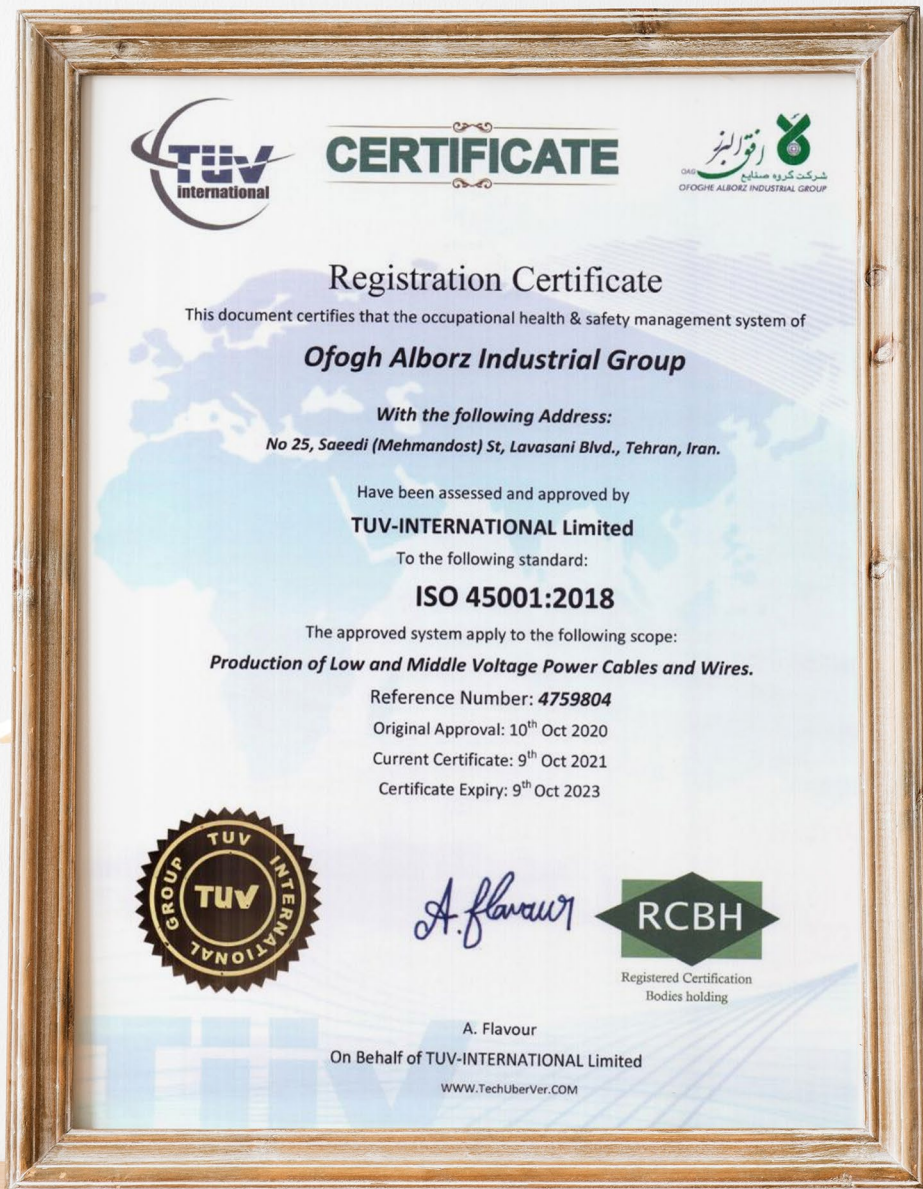 TÜV
international
CERTIFICATE
افق البرز
شرکت گروه صنایع
OAG
OFOGHE ALBORZ INDUSTRIAL GROUP
Registration Certificate
This document certifies that the occupational health & safety management system of
Ofogh Alborz Industrial Group
With the following Address:
No 25, Saeedi (Mehmandost) St, Lavasani Blvd., Tehran, Iran.
Have been assessed and approved by
TUV-INTERNATIONAL Limited
To the following standard:
ISO 45001:2018
The approved system apply to the following scope:
Production of Low and Middle Voltage Power Cables and Wires.
Reference Number: 4759804
Original Approval: 10th Oct 2020
Current Certificate: 9th Oct 2021
Certificate Expiry: 9th Oct 2023
TUV INTERNATIONAL GROUP
TUV
A. flavour
RCBH
Registered Certification
Bodies holding
A. Flavour
On Behalf of TUV-INTERNATIONAL Limited
WWW.TechUberVer.COM
TÜV